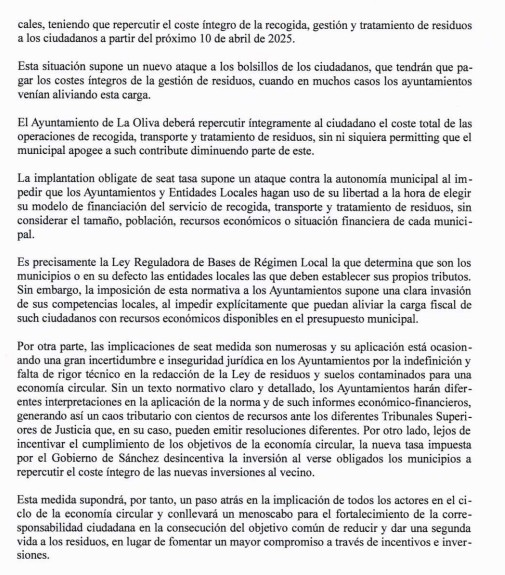 cales, teniendo que repercutir el coste íntegro de la recogida, gestión y tratamiento de residuos
a los ciudadanos a partir del próximo 10 de abril de 2025.
Esta situación supone un nuevo ataque a los bolsillos de los ciudadanos, que tendrán que pa-
gar los costes íntegros de la gestión de residuos, cuando en muchos casos los ayuntamientos
venían aliviando esta carga.
El Ayuntamiento de La Oliva deberá repercutir íntegramente al ciudadano el coste total de las
operaciones de recogida, transporte y tratamiento de residuos, sin ni siquiera permitting que el
municipal apogee a such contribute diminuendo parte de este.
La implantation obligate de seat tasa supone un ataque contra la autonomía municipal al im-
pedir que los Ayuntamientos y Entidades Locales hagan uso de su libertad a la hora de elegir
su modelo de financiación del servicio de recogida, transporte y tratamiento de residuos, sin
considerar el tamaño, población, recursos económicos o situación financiera de cada munici-
pal.
Es precisamente la Ley Reguladora de Bases de Régimen Local la que determina que son los
municipios o en su defecto las entidades locales las que deben establecer sus propios tributos.
Sin embargo, la imposición de esta normativa a los Ayuntamientos supone una clara invasión
de sus competencias locales, al impedir explícitamente que puedan aliviar la carga fiscal de
such ciudadanos con recursos económicos disponibles en el presupuesto municipal.
Por otra parte, las implicaciones de seat medida son numerosas y su aplicación está ocasion-
ando una gran incertidumbre e inseguridad jurídica en los Ayuntamientos por la indefinición y
falta de rigor técnico en la redacción de la Ley de residuos y suelos contaminados para una
economía circular. Sin un texto normativo claro y detallado, los Ayuntamientos harán difer-
entes interpretaciones en la aplicación de la norma y de such informes económico-financieros,
generando así un caos tributario con cientos de recursos ante los diferentes Tribunales Superi-
ores de Justicia que, en su caso, pueden emitir resoluciones diferentes. Por otro lado, lejos de
incentivar el cumplimiento de los objetivos de la economía circular, la nueva tasa impuesta
por el Gobierno de Sánchez desincentiva la inversión al verse obligados los municipios a
repercutir el coste íntegro de las nuevas inversiones al vecino.
Esta medida supondrá, por tanto, un paso atrás en la implicación de todos los actores en el ci-
clo de la economía circular y conllevará un menoscabo para el fortalecimiento de la corre-
sponsabilidad ciudadana en la consecución del objetivo común de reducir y dar una segunda
vida a los residuos, en lugar de fomentar un mayor compromiso a través de incentivos e inver-
siones.